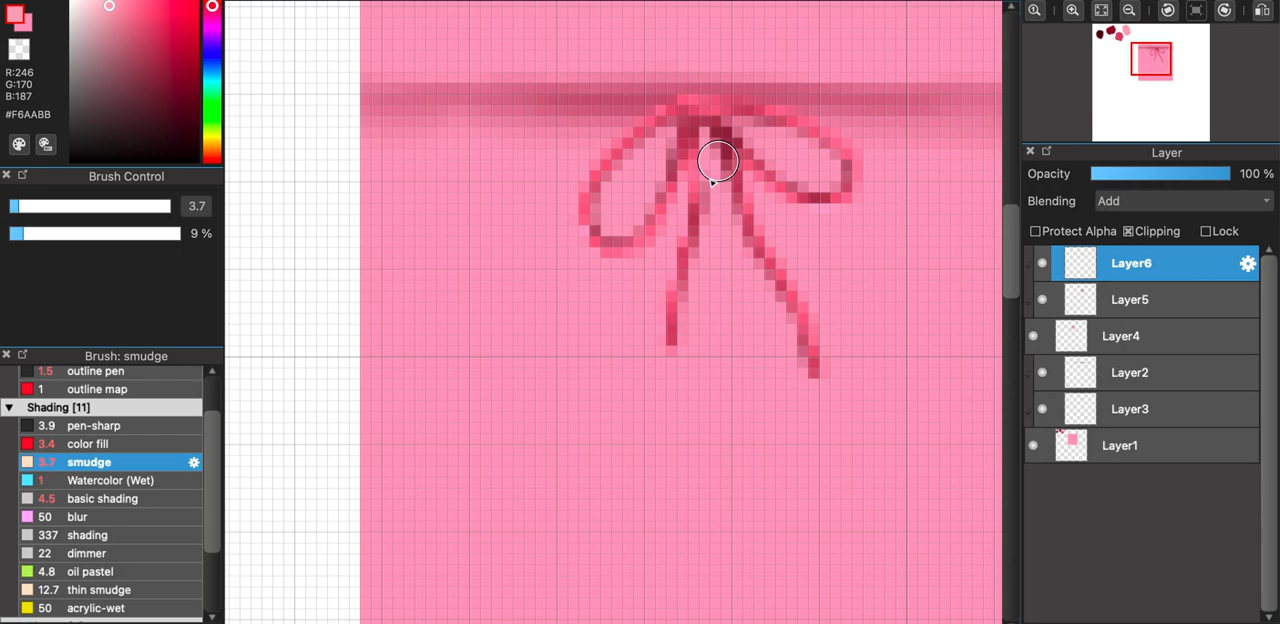 R:246
G:170
B:187
#F6AABB
Brush Control
3.7
9 %
Brush: smudge
1.5 outline pen
1 outline map
Shading [11]
3.9 pen-sharp
3.4 color fill
3.7 smudge
1 Watercolor (Wet)
4.5 basic shading
50 blur
337 shading
22 dimmer
4.8 oil pastel
12.7 thin smudge
50 acrylic-wet
Layer
Opacity 100 %
Blending Add
Protect Alpha Clipping Lock
Layer6
Layer5
Layer4
Layer2
Layer3
Layer1